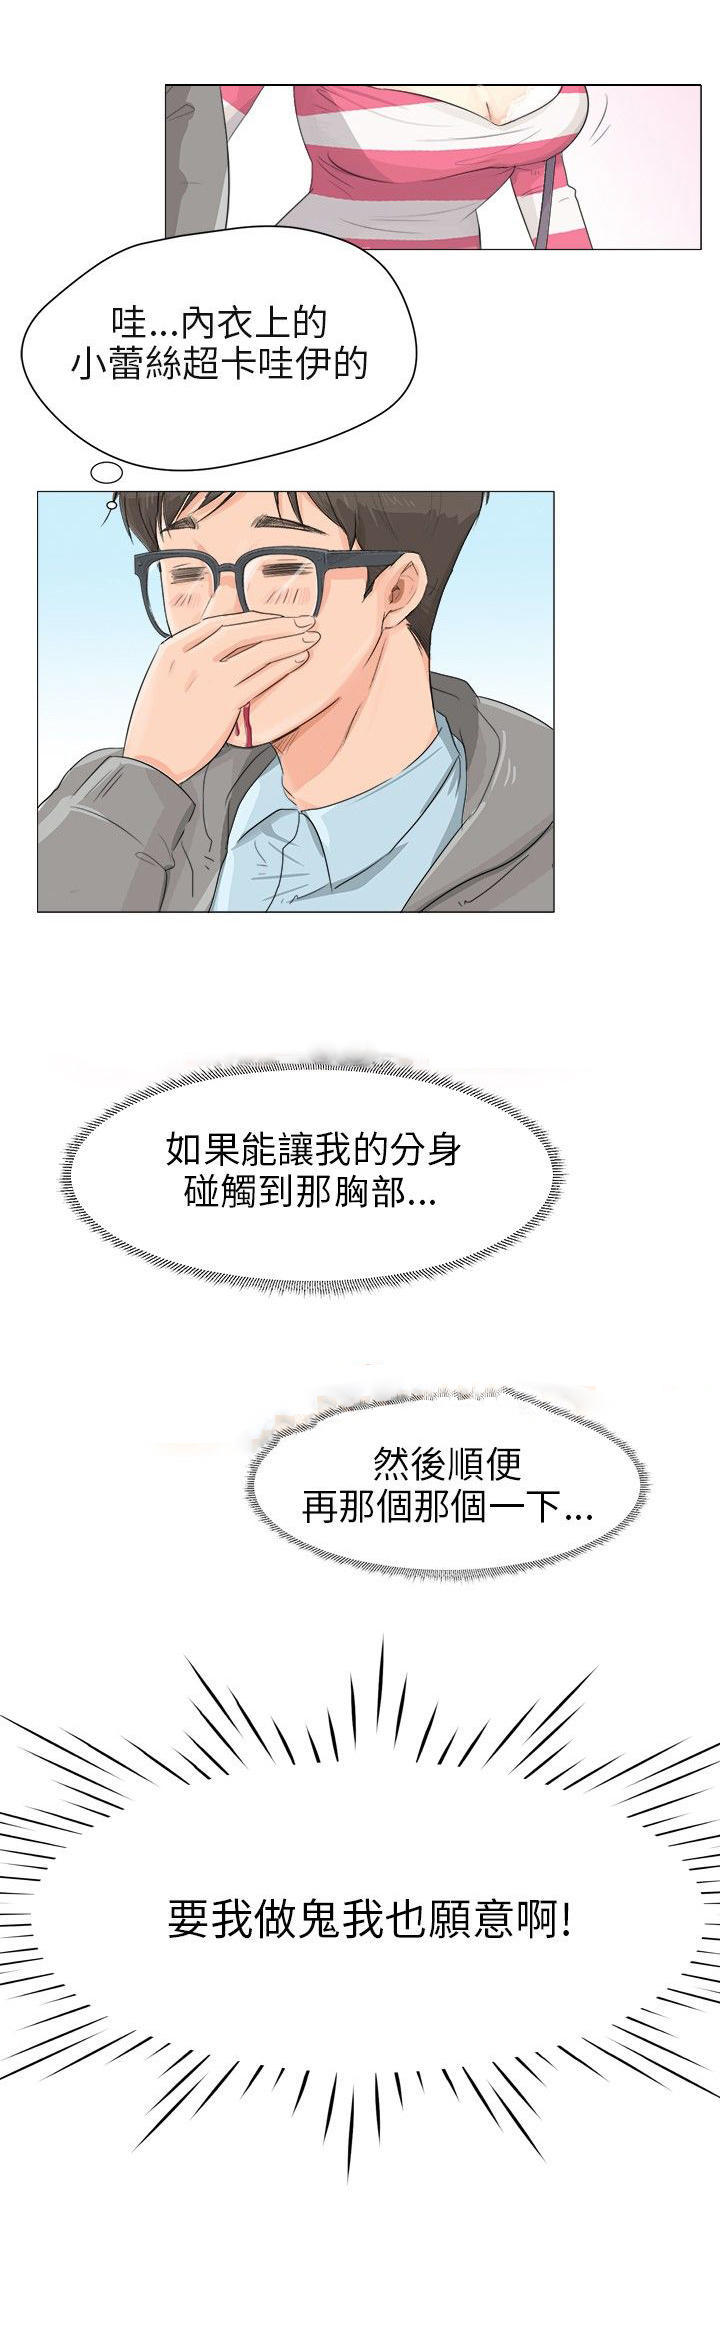 哇...內衣上的
小蕾絲超卡哇伊的
如果能讓我的分身
碰觸到那胸部...
然後順便
再那個那個一下...
要我做鬼我也願意啊!